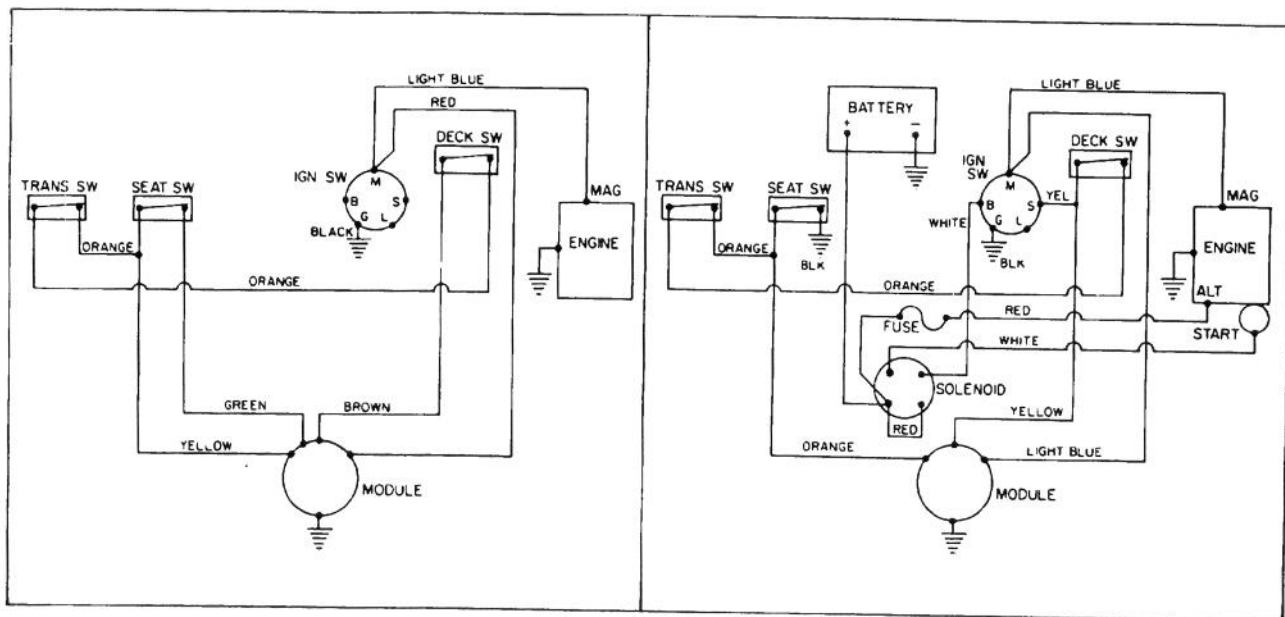 LIGHT BLUE
RED
DECK SW
TRANS SW
SEAT SW
IGN SW
M
B
S
G
L
BLACK
MAG
ENGINE
ORANGE
ORANGE
GREEN
BROWN
YELLOW
MODULE
LIGHT BLUE
BATTERY
+
−
DECK SW
IGN
SW
M
TRANS SW
SEAT SW
B
S
YEL
MAG
WHITE
G
L
ORANGE
BLK
BLK
ENGINE
ORANGE
ALT
FUSE
RED
START
WHITE
SOLENOID
YELLOW
RED
ORANGE
LIGHT BLUE
MODULE